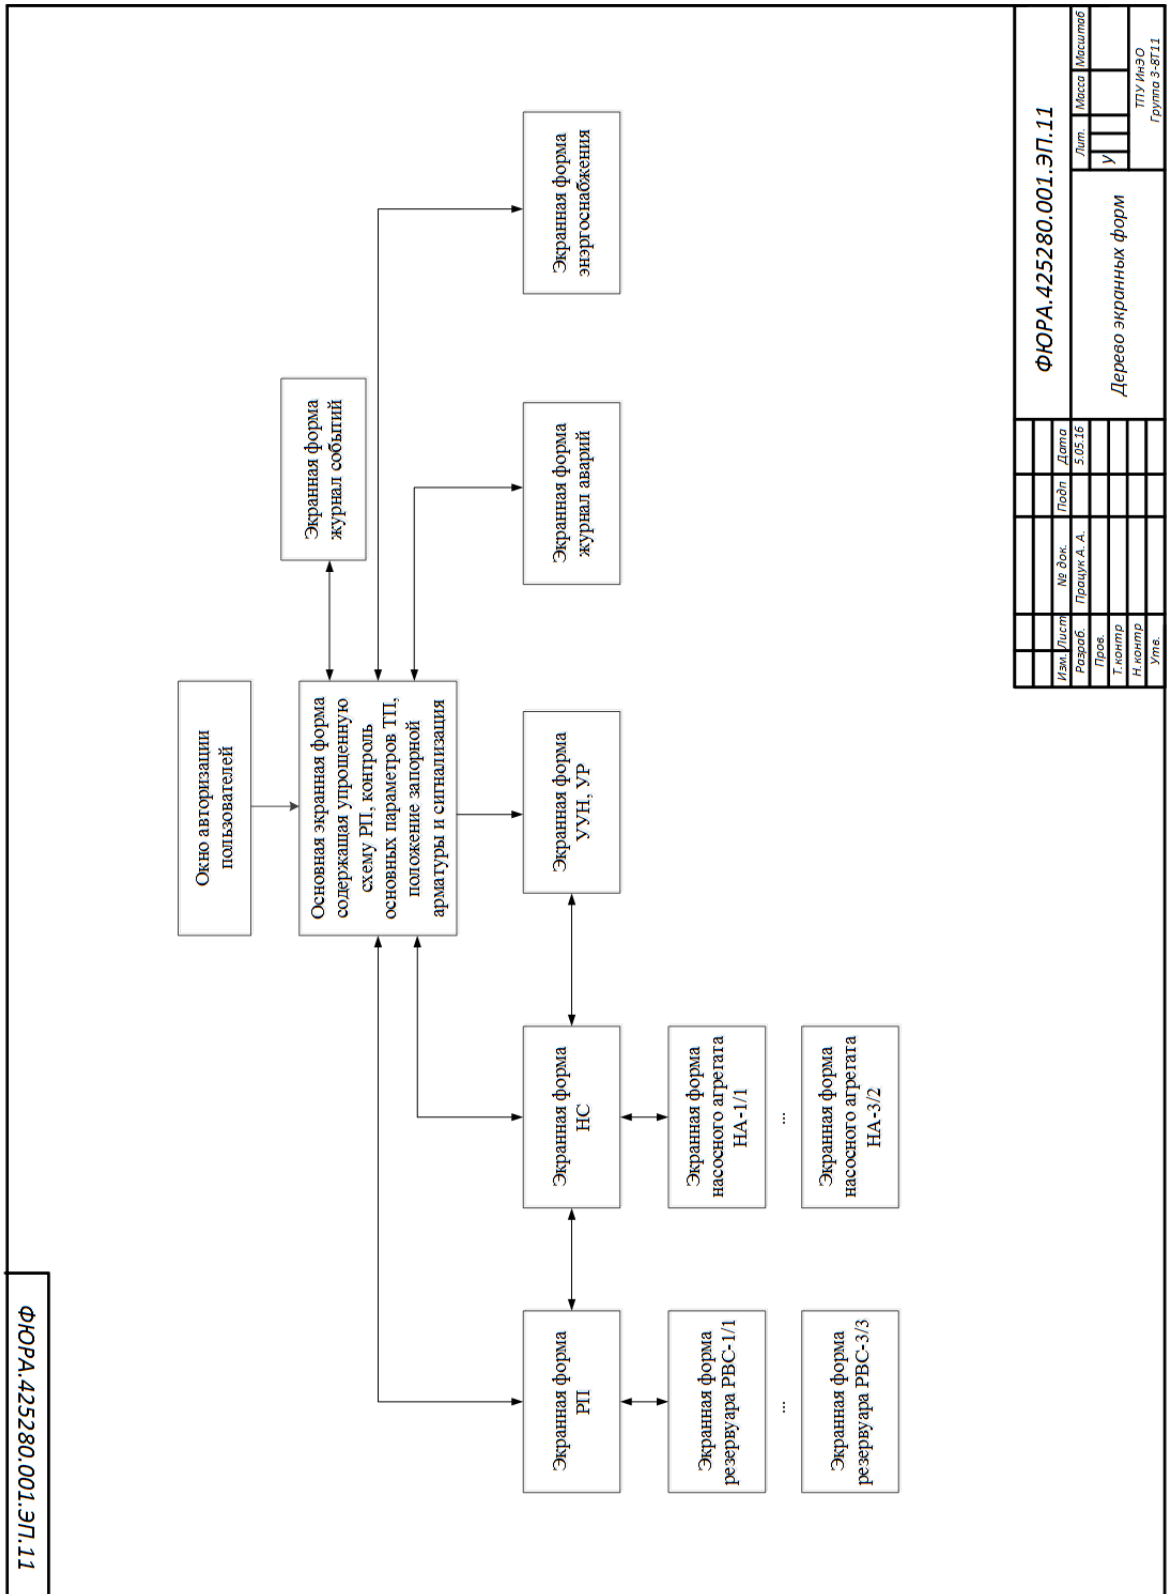 Окно авторизации
пользователей
Основная экранная форма
содержащая упрощенную
схему РП, контроль
основных параметров ТП,
положение запорной
арматуры и сигнализация
Экранная форма
журнал событий
Экранная форма
РП
Экранная форма
НС
Экранная форма
УУН, УР
Экранная форма
журнал аварий
Экранная форма
энэргоснабжения
Экранная форма
резервуара РВС-1/1
Экранная форма
насосного агрегата
НА-1/1
...
...
Экранная форма
резервуара РВС-3/3
Экранная форма
насосного агрегата
НА-3/2
ФЮРА.425280.001.ЭП.11
ФЮРА.425280.001.ЭП.11
Изм. Лист № док. Подп Дата
Разраб. Працук А. А. 5.05.16
Пров.
Т.контр
Н.контр
Утв.
Дерево экранных форм
Лит. Масса Масштаб
У
ТПУ ИнЭО
Группа 3-8Т11